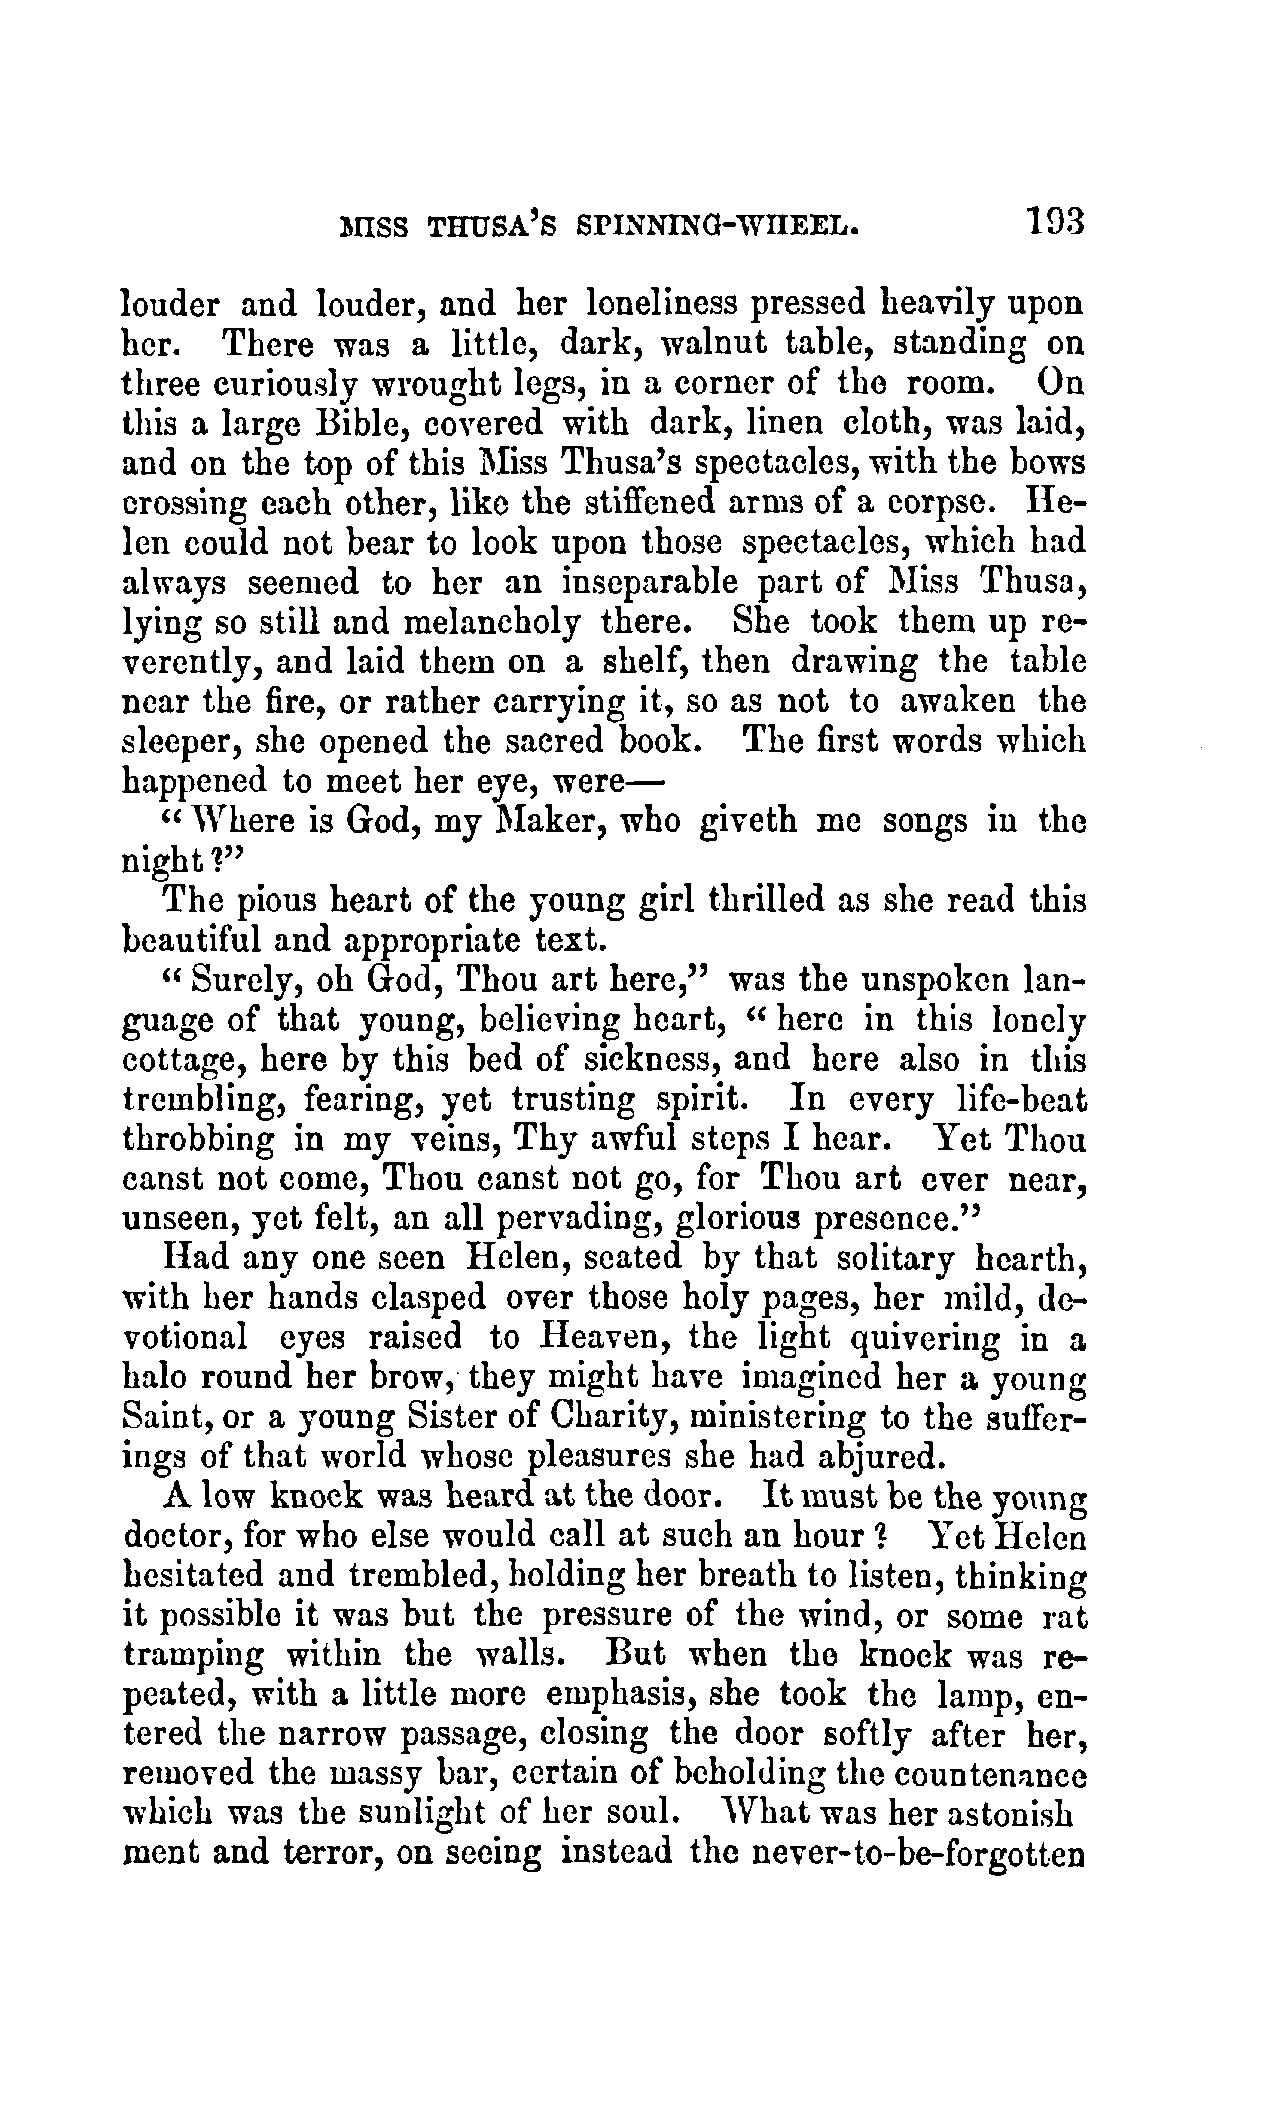 MISS THUSA'S SPINNING-WHEEL. 193
louder and louder, and her loneliness pressed heavily upon
her. There was a little, dark, walnut table, standing on
three curiously wrought legs, in a corner of the room. On
this a large Bible, covered with dark, linen cloth, was laid,
and on the top of this Miss Thusa's spectacles, with the bows
crossing each other, like the stiffened arms of a corpse. He-
len could not bear to look upon those spectacles, which had
always seemed to her an inseparable part of Miss Thusa,
lying so still and melancholy there. She took them up re-
verently, and laid them on a shelf, then drawing the table
near the fire, or rather carrying it, so as not to awaken the
sleeper, she opened the sacred book. The first words which
happened to meet her eye, were—
"Where is God, my Maker, who giveth me songs in the
night?"
The pious heart of the young girl thrilled as she read this
beautiful and appropriate text.
"Surely, oh God, Thou art here," was the unspoken lan-
guage of that young, believing heart, "here in this lonely
cottage, here by this bed of sickness, and here also in this
trembling, fearing, yet trusting spirit. In every life-beat
throbbing in my veins, Thy awful steps I hear. Yet Thou
canst not come, Thou canst not go, for Thou art ever near,
unseen, yet felt, an all pervading, glorious presence."
Had any one seen Helen, seated by that solitary hearth,
with her hands clasped over those holy pages, her mild, de-
votional eyes raised to Heaven, the light quivering in a
halo round her brow, they might have imagined her a young
Saint, or a young Sister of Charity, ministering to the suffer-
ings of that world whose pleasures she had abjured.
A low knock was heard at the door. It must be the young
doctor, for who else would call at such an hour? Yet Helen
hesitated and trembled, holding her breath to listen, thinking
it possible it was but the pressure of the wind, or some rat
tramping within the walls. But when the knock was re-
peated, with a little more emphasis, she took the lamp, en-
tered the narrow passage, closing the door softly after her,
removed the massy bar, certain of beholding the countenance
which was the sunlight of her soul. What was her astonish
ment and terror, on seeing instead the never-to-be-forgotten